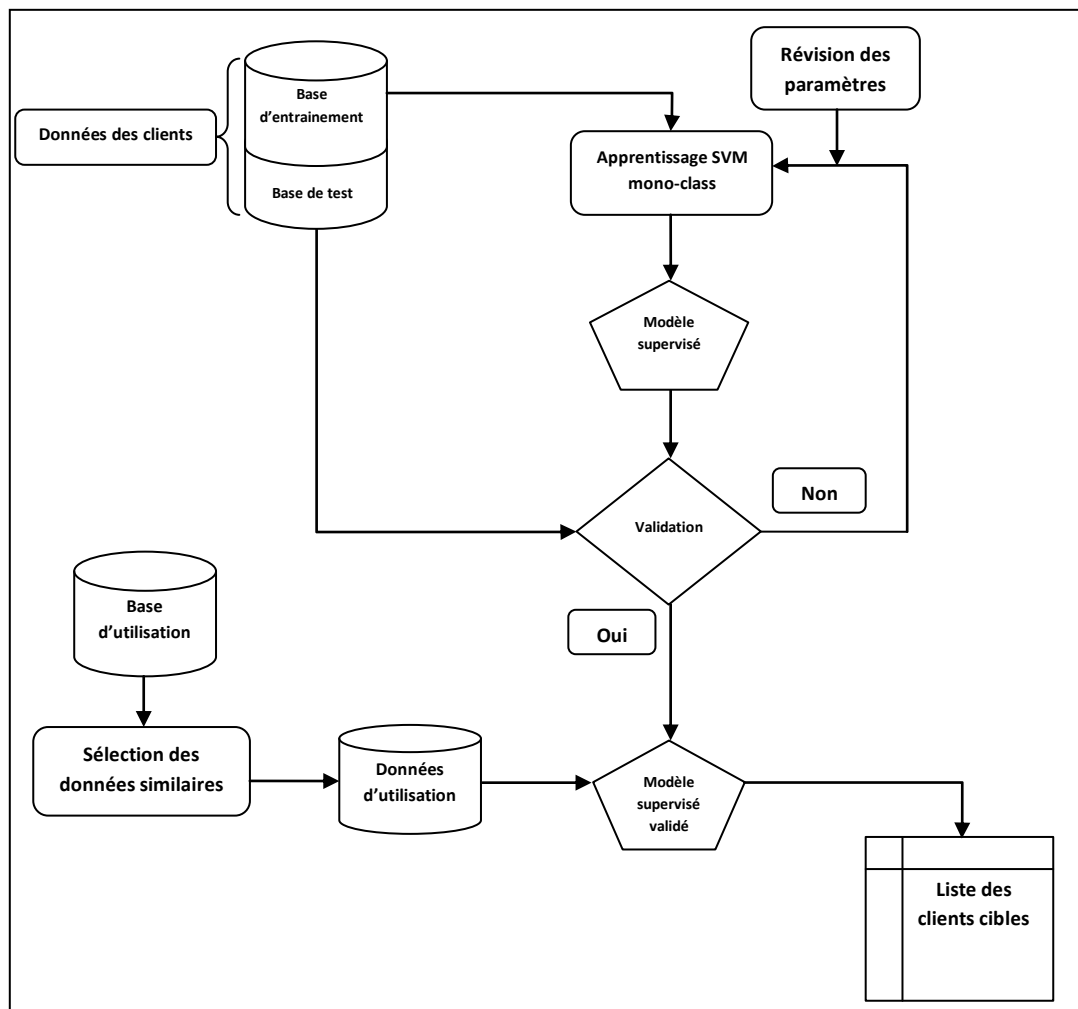 Révision des
paramètres
Base
d’entrainement
Données des clients
Base de test
Apprentissage SVM
mono-class
Modèle
supervisé
Validation
Non
Oui
Base
d’utilisation
Sélection des
données similaires
Données
d’utilisation
Modèle
supervisé
validé
Liste des
clients cibles